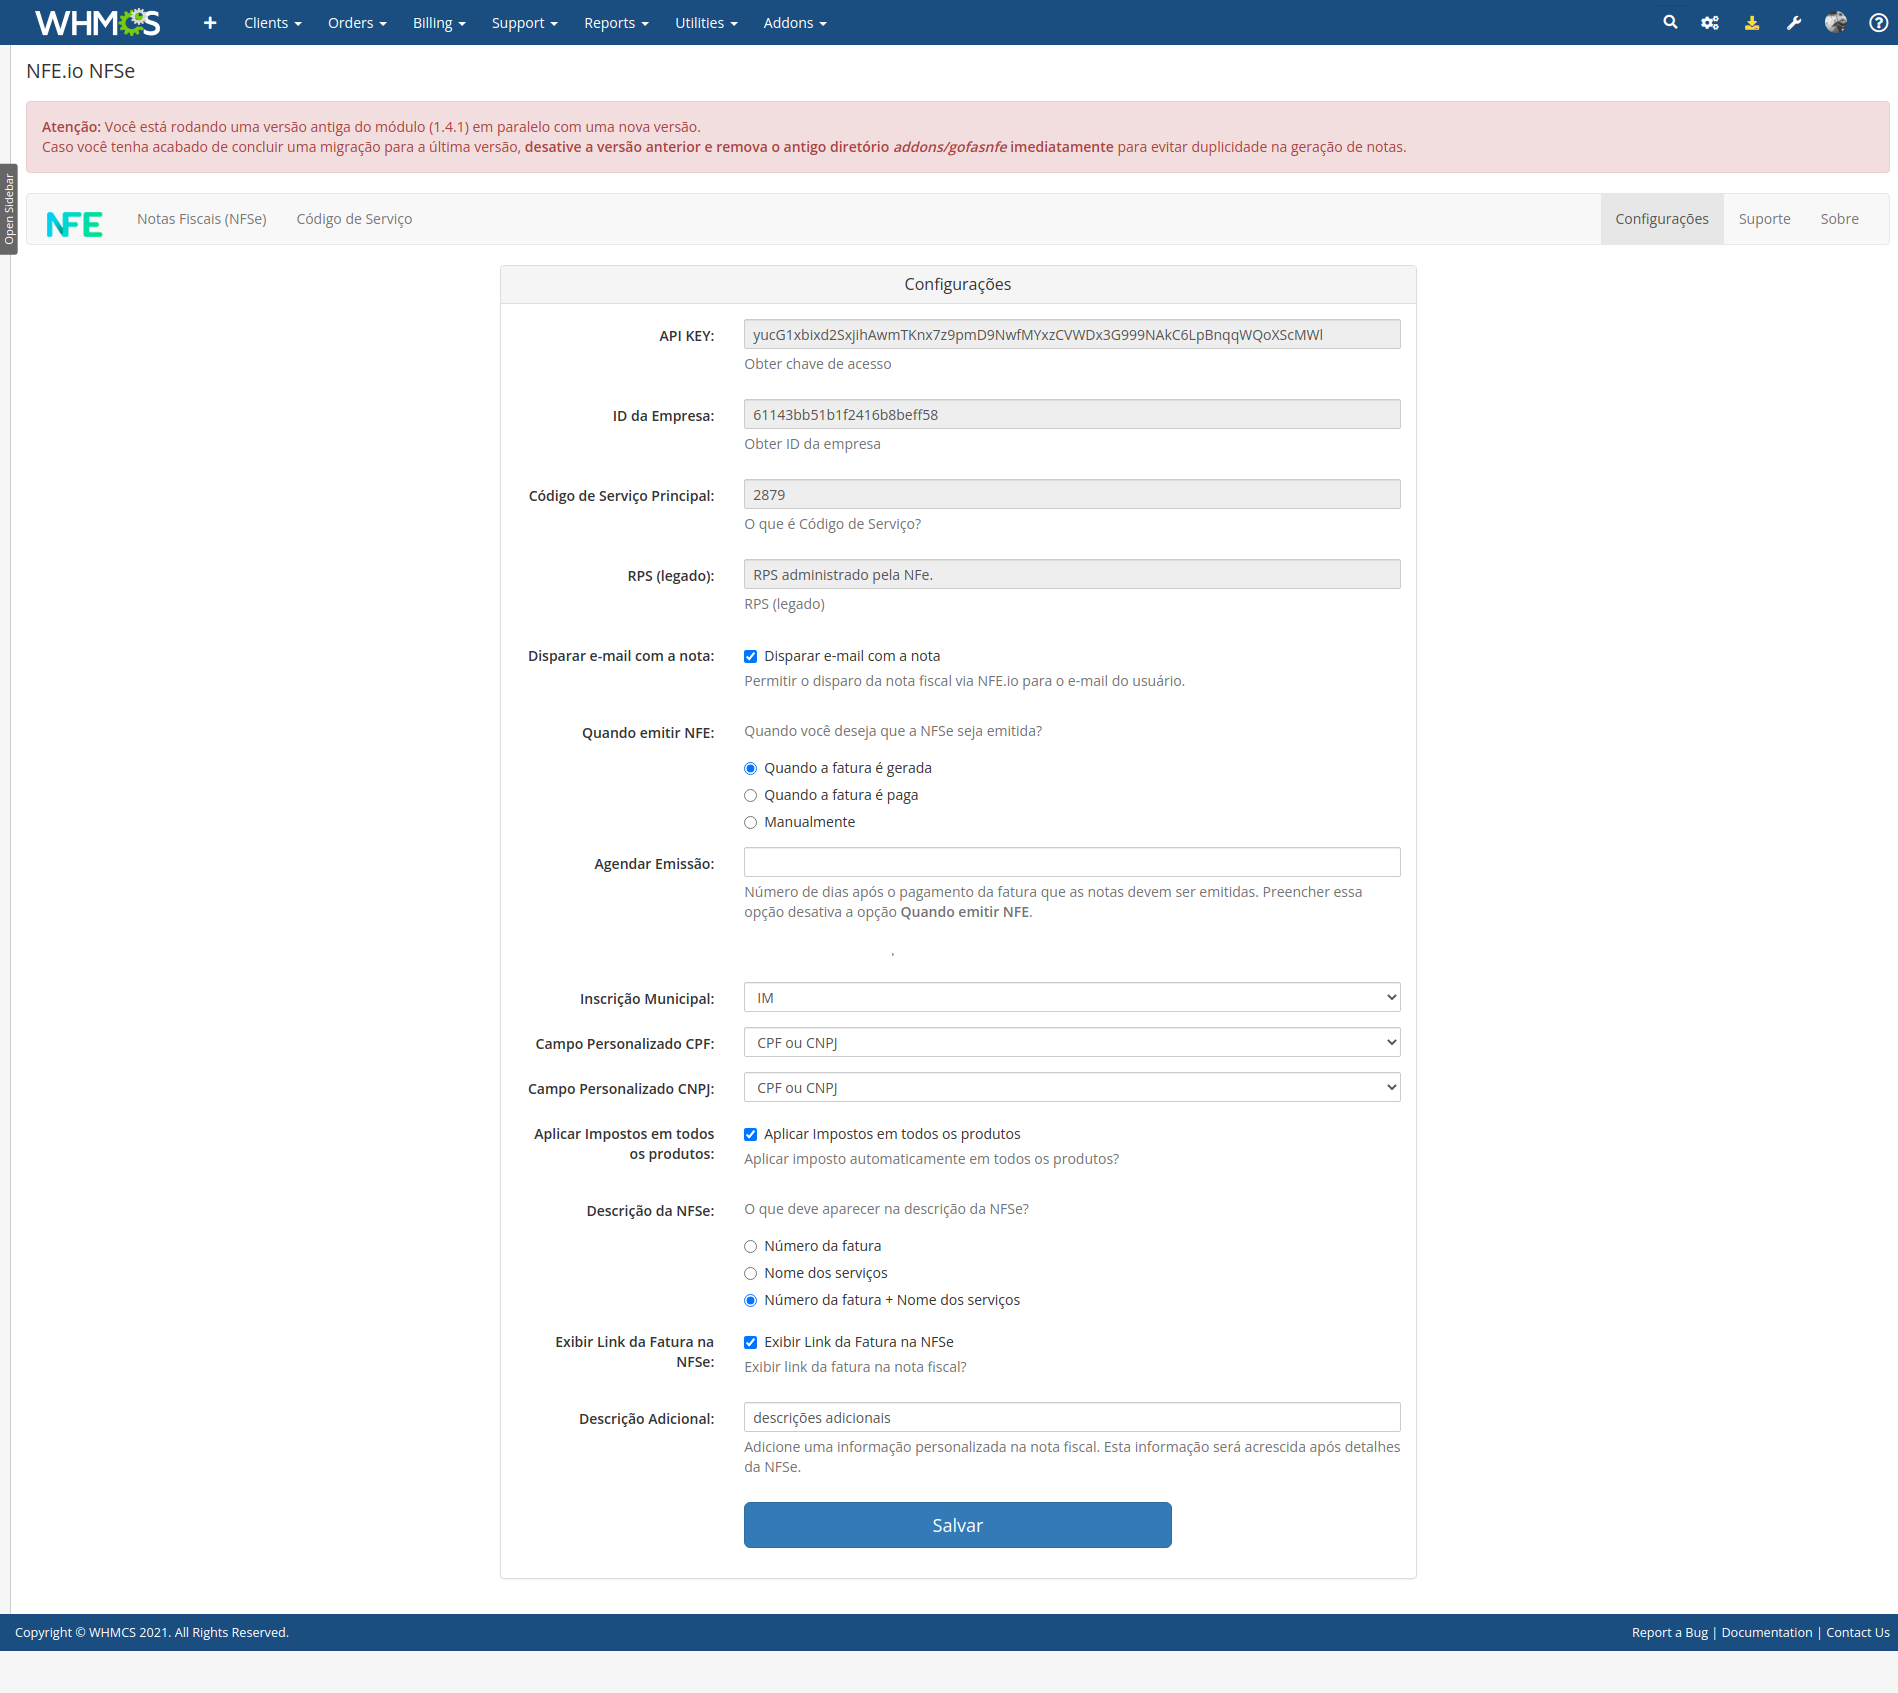 WHMCS
Clients
Orders
Billing
Support
Reports
Utilities
Addons
NFE.io NFSe
Atenção: Você está rodando uma versão antiga do módulo (1.4.1) em paralelo com uma nova versão.
Caso você tenha acabado de concluir uma migração para a última versão, desative a versão anterior e remova o antigo diretório addons/gofasnfe imediatamente para evitar duplicidade na geração de notas.
Open Sidebar
NFE
Notas Fiscais (NFSe)
Código de Serviço
Configurações
Suporte
Sobre
Configurações
API KEY:
yucG1xbixd2SxjihAwmTKnx7z9pmD9NwfMYxzCVWDx3G999NAkC6LpBnqqWQoXScMWl
Obter chave de acesso
ID da Empresa:
61143bb51b1f2416b8beff58
Obter ID da empresa
Código de Serviço Principal:
2879
O que é Código de Serviço?
RPS (legado):
RPS administrado pela NFe.
RPS (legado)
Disparar e-mail com a nota:
Disparar e-mail com a nota
Permitir o disparo da nota fiscal via NFE.io para o e-mail do usuário.
Quando emitir NFE:
Quando você deseja que a NFSe seja emitida?
Quando a fatura é gerada
Quando a fatura é paga
Manualmente
Agendar Emissão:
Número de dias após o pagamento da fatura que as notas devem ser emitidas. Preencher essa
opção desativa a opção Quando emitir NFE.
Inscrição Municipal:
IM
Campo Personalizado CPF:
CPF ou CNPJ
Campo Personalizado CNPJ:
CPF ou CNPJ
Aplicar Impostos em todos
os produtos:
Aplicar Impostos em todos os produtos
Aplicar imposto automaticamente em todos os produtos?
Descrição da NFSe:
O que deve aparecer na descrição da NFSe?
Número da fatura
Nome dos serviços
Número da fatura + Nome dos serviços
Exibir Link da Fatura na
NFSe:
Exibir Link da Fatura na NFSe
Exibir link da fatura na nota fiscal?
Descrição Adicional:
descrições adicionais
Adicione uma informação personalizada na nota fiscal. Esta informação será acrescida após detalhes
da NFSe.
Salvar
Copyright © WHMCS 2021. All Rights Reserved.
Report a Bug | Documentation | Contact Us